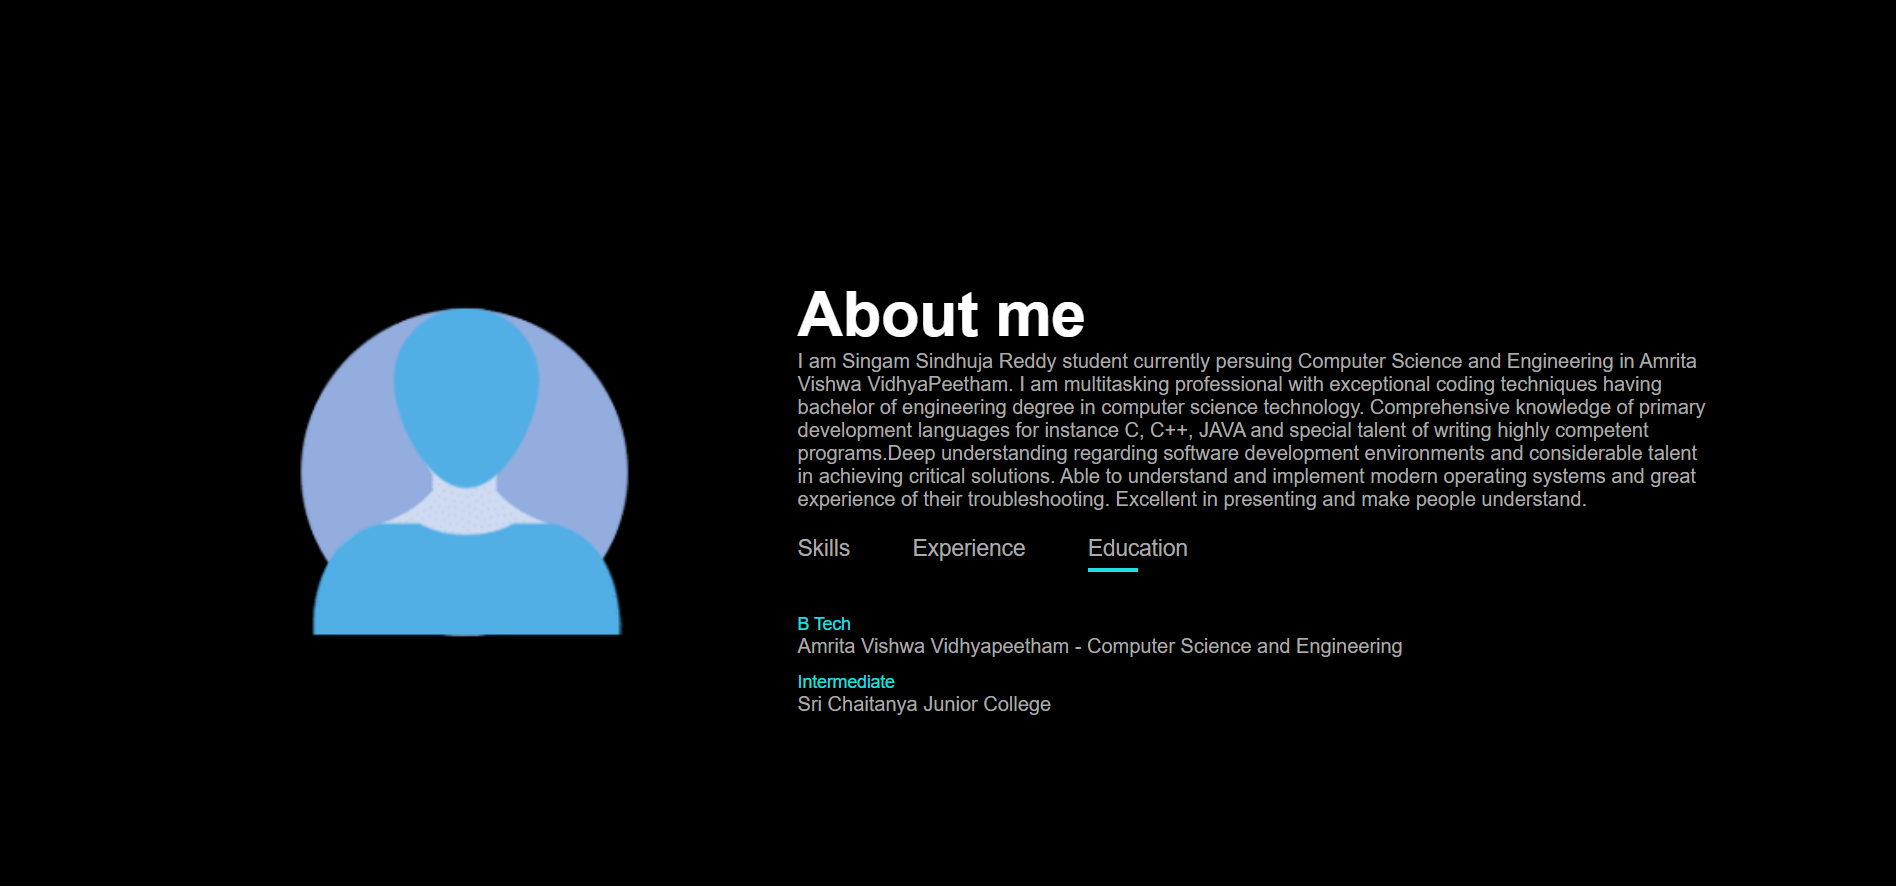 About me
I am Singam Sindhuja Reddy student currently persuing Computer Science and Engineering in Amrita
Vishwa VidhyaPeetham. I am multitasking professional with exceptional coding techniques having
bachelor of engineering degree in computer science technology. Comprehensive knowledge of primary
development languages for instance C, C++, JAVA and special talent of writing highly competent
programs.Deep understanding regarding software development environments and considerable talent
in achieving critical solutions. Able to understand and implement modern operating systems and great
experience of their troubleshooting. Excellent in presenting and make people understand.
Skills Experience Education
B Tech
Amrita Vishwa Vidhyapeetham - Computer Science and Engineering
Intermediate
Sri Chaitanya Junior College